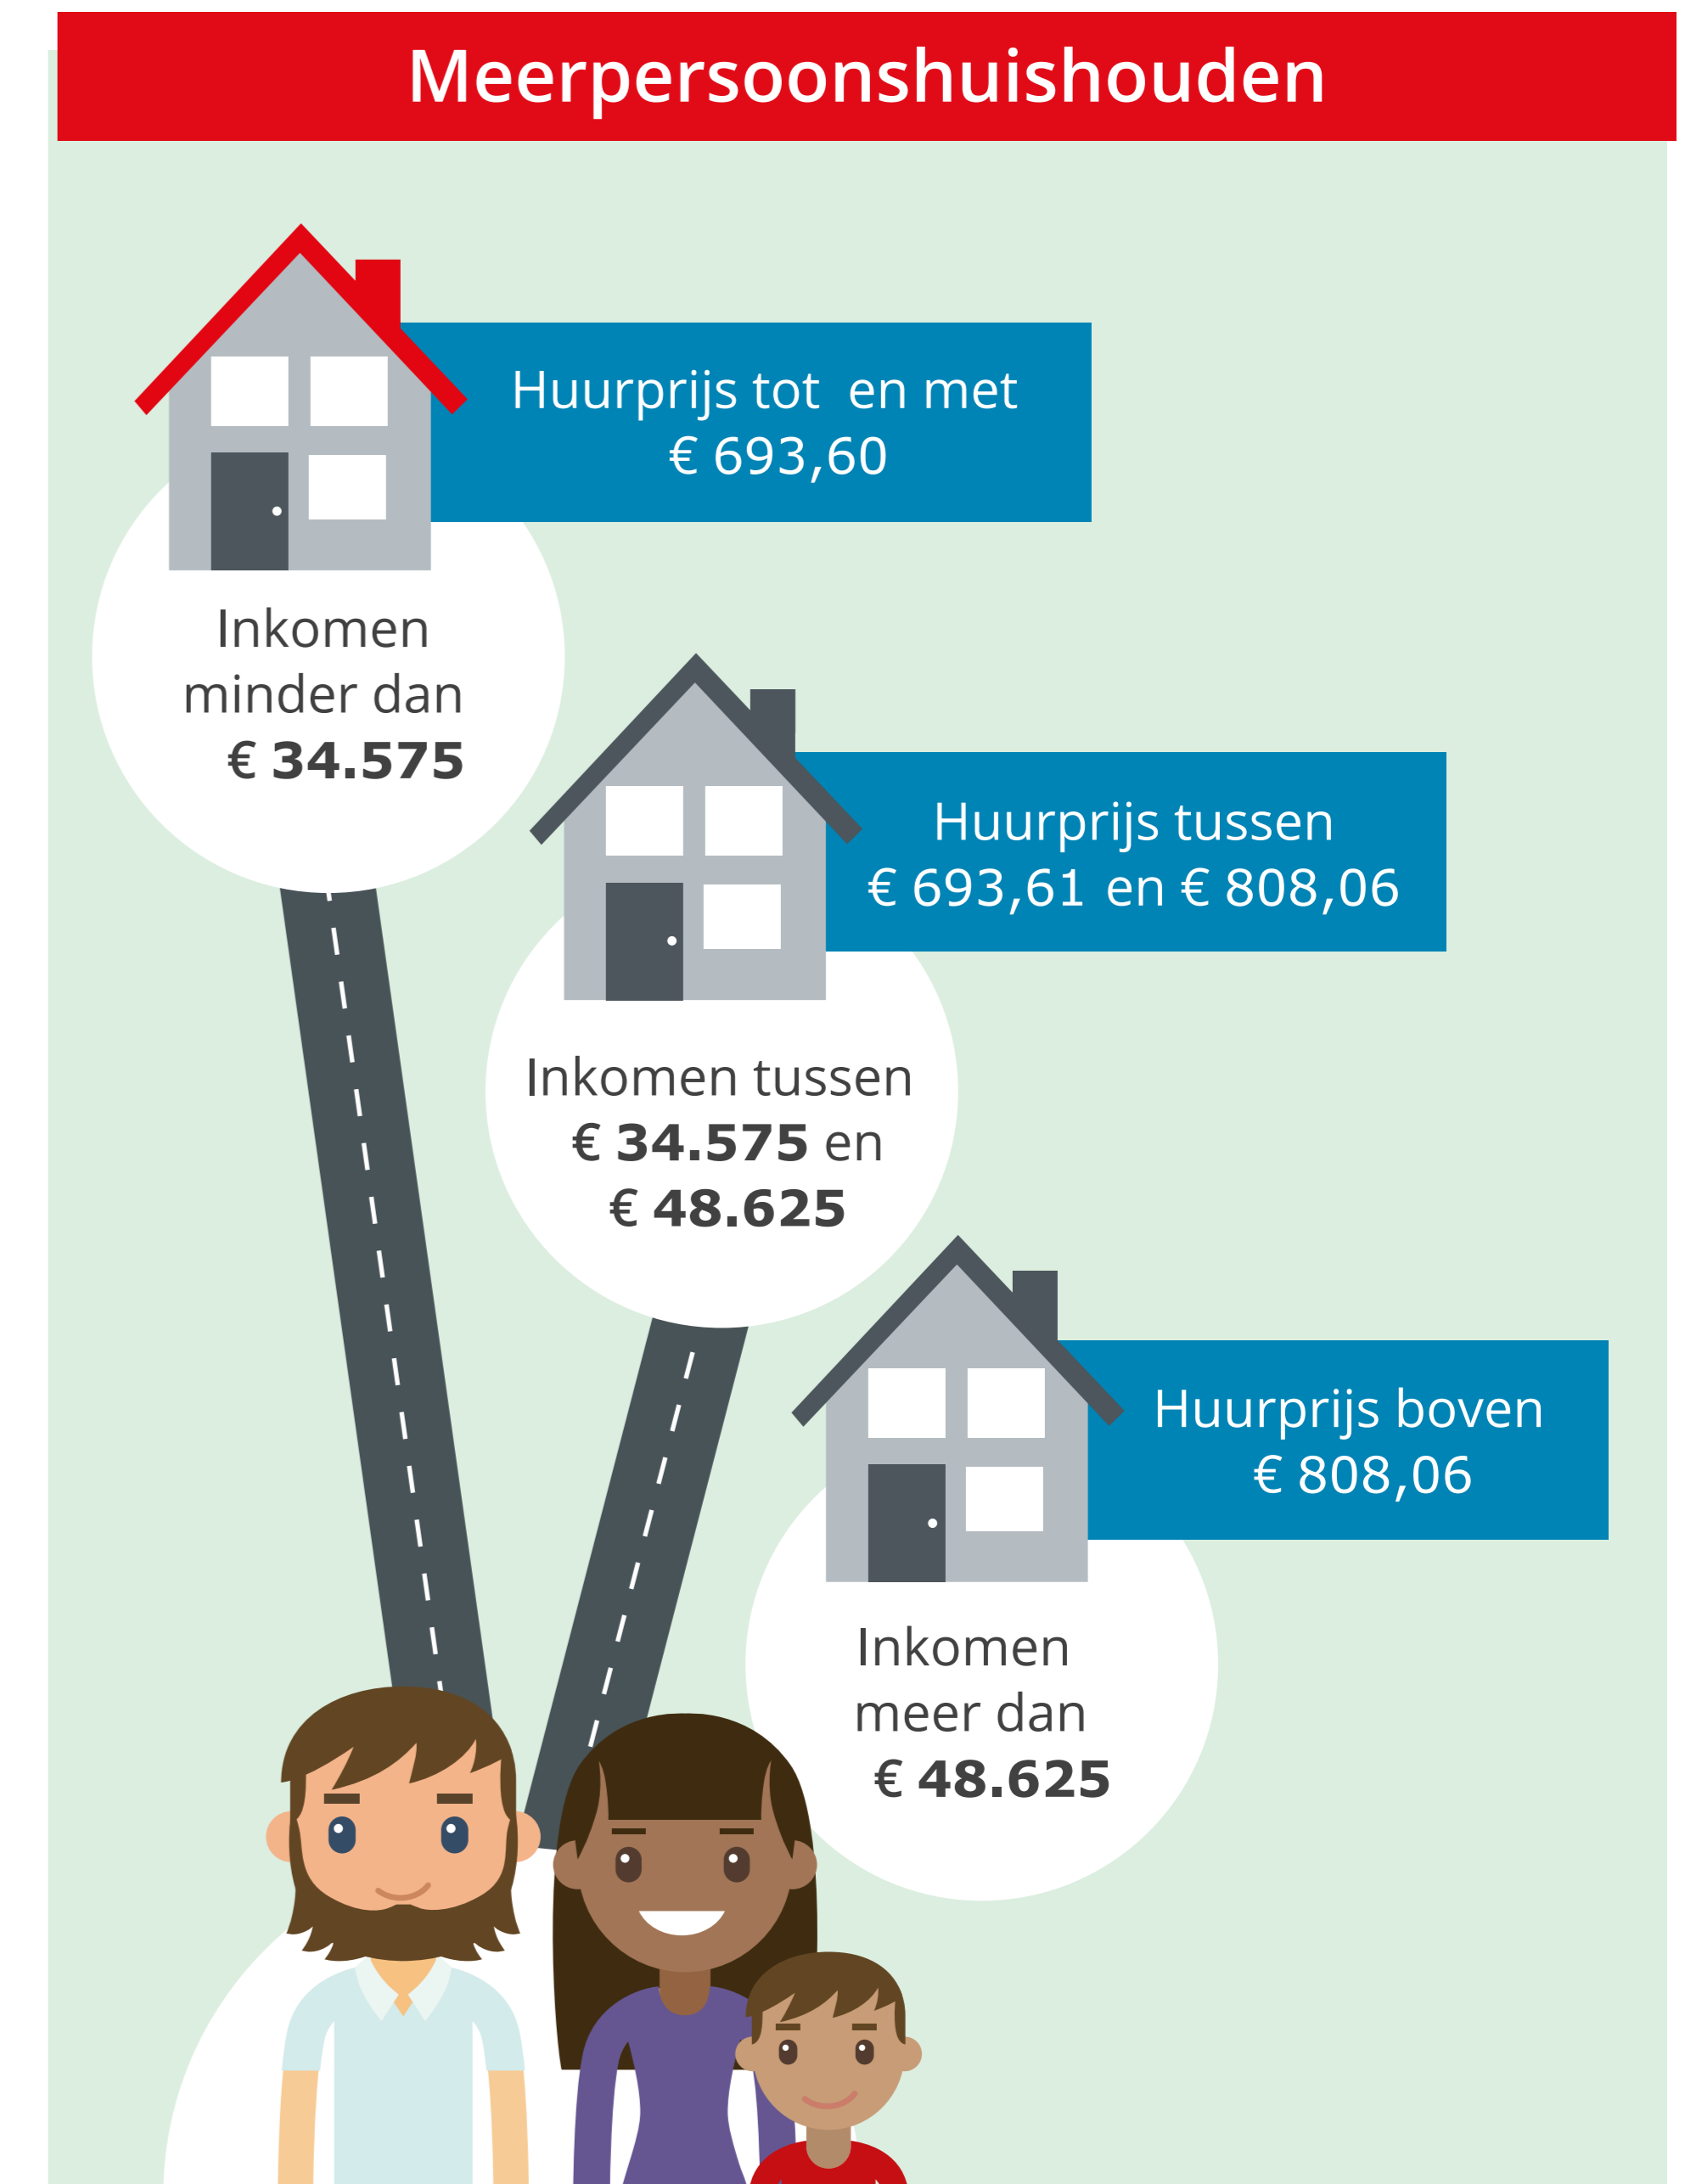 Meerpersoonshuishouden
Huurprijs tot en met
€ 693,60
Inkomen
minder dan
€ 34.575
Huurprijs tussen
€ 693,61 en € 808,06
Inkomen tussen
€ 34.575 en
€ 48.625
Huurprijs boven
€ 808,06
Inkomen
meer dan
€ 48.625